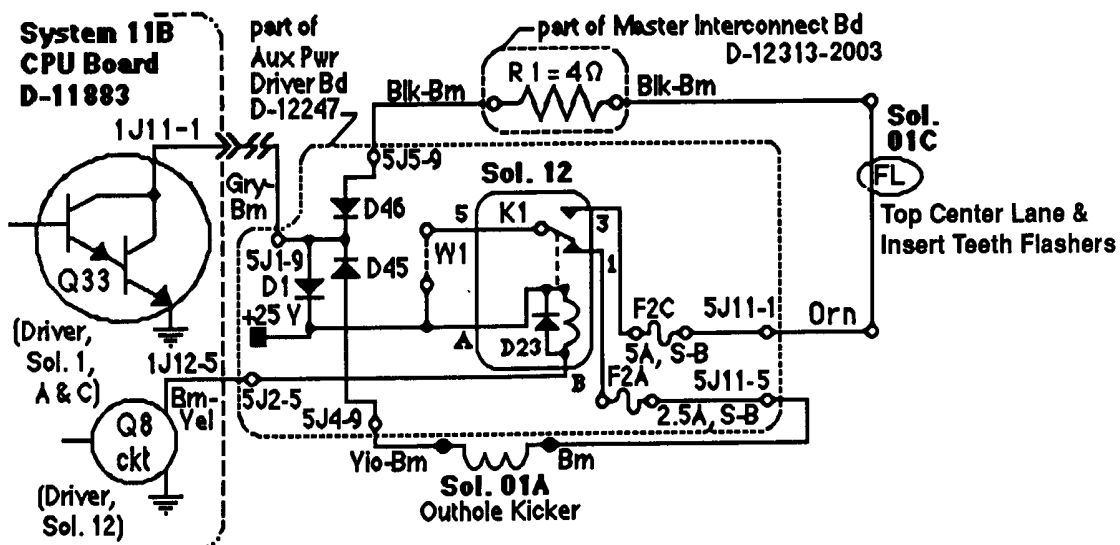 System 11B
CPU Board
D-11883
1J11-1
part of
Aux Pwr
Driver Bd
D-12247
part of Master Interconnect Bd
D-12313-2003
R1 = 4Ω
Blk-Brn
Blk-Brn
Sol.
01C
FL
Top Center Lane &
Insert Teeth Flashers
5J5-9
Gry-
Brn
Sol. 12
D46
5
K1
3
5J1-9
D45
W1
1
Q33
D1
+25 V
A
D23
B
F2C
5A, S-B
5J11-1
Orn
(Driver,
Sol. 1,
A & C)
1J12-5
Brn-
Yel
5J2-5
5J4-9
F2A
2.5A, S-B
5J11-5
Q8
ckt
Vio-Brn
Brn
Sol. 01A
Outhole Kicker
(Driver,
Sol. 12)